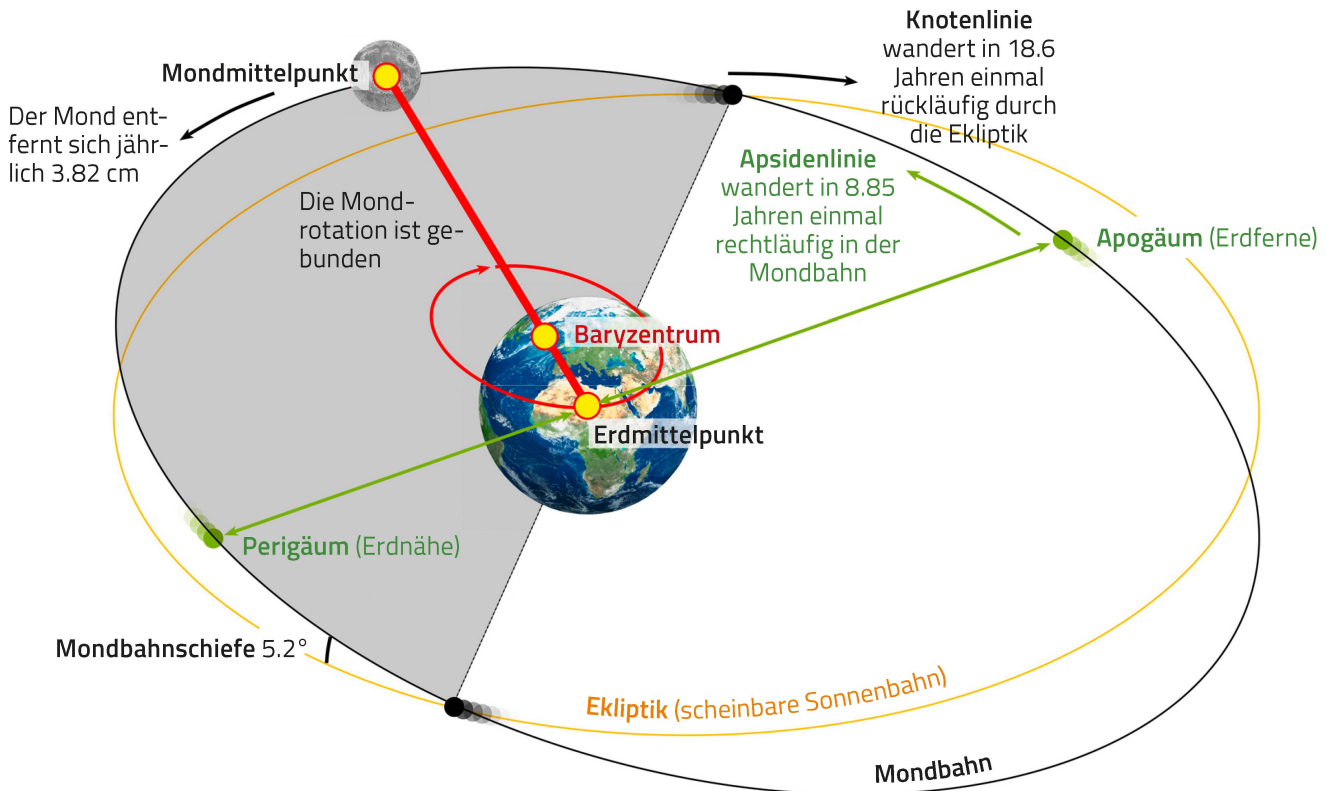 Knotenlinie
wandert in 18.6
Jahren einmal
rückläufig durch
die Ekliptik
Mondmittelpunkt
Der Mond ent-
fernt sich jähr-
lich 3.82 cm
Apsidenlinie
wandert in 8.85
Jahren einmal
rechtläufig in der
Mondbahn
Die Mond-
rotation ist ge-
bunden
Apogäum (Erdferne)
Baryzentrum
Erdmittelpunkt
Perigäum (Erdnähe)
Mondbahnschiefe 5.2°
Ekliptik (scheinbare Sonnenbahn)
Mondbahn